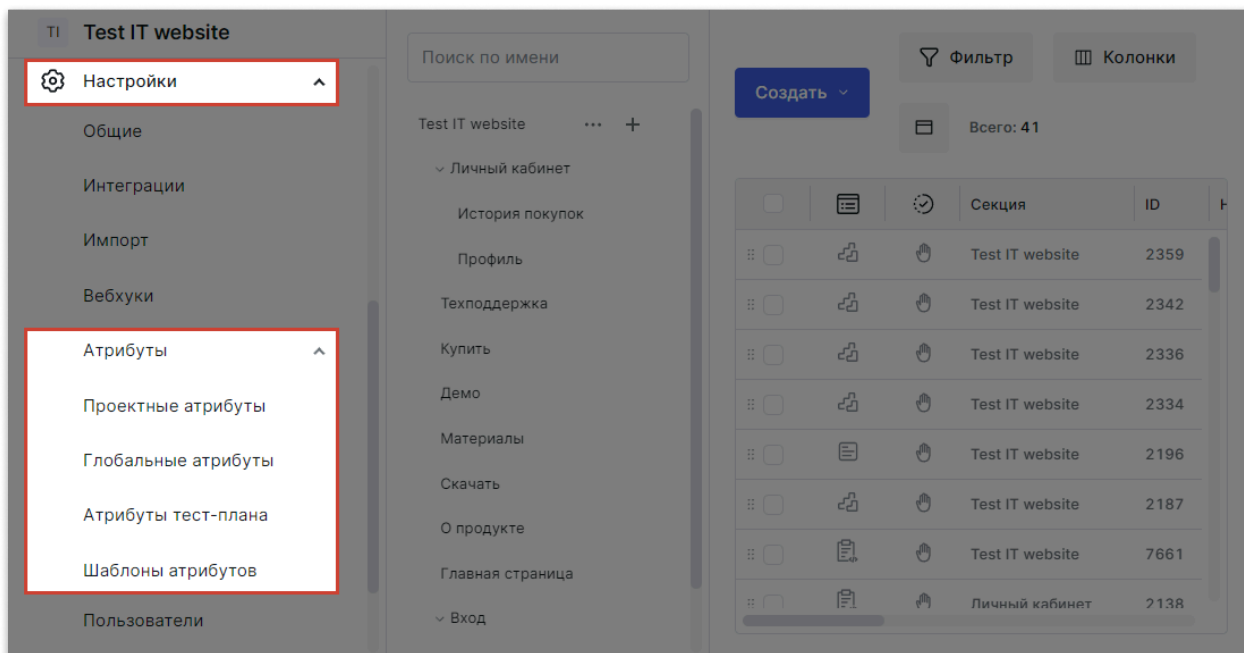 TI Test IT website
Настройки
Общие
Интеграции
Импорт
Вебхуки
Атрибуты
Проектные атрибуты
Глобальные атрибуты
Атрибуты тест-плана
Шаблоны атрибутов
Пользователи
Поиск по имени
Test IT website
Личный кабинет
История покупок
Профиль
Техподдержка
Купить
Демо
Материалы
Скачать
О продукте
Главная страница
Вход
Создать
Фильтр
Колонки
Всего: 41
Секция ID Н
Test IT website 2359
Test IT website 2342
Test IT website 2336
Test IT website 2334
Test IT website 2196
Test IT website 2187
Test IT website 7661
Личный кабинет 2138